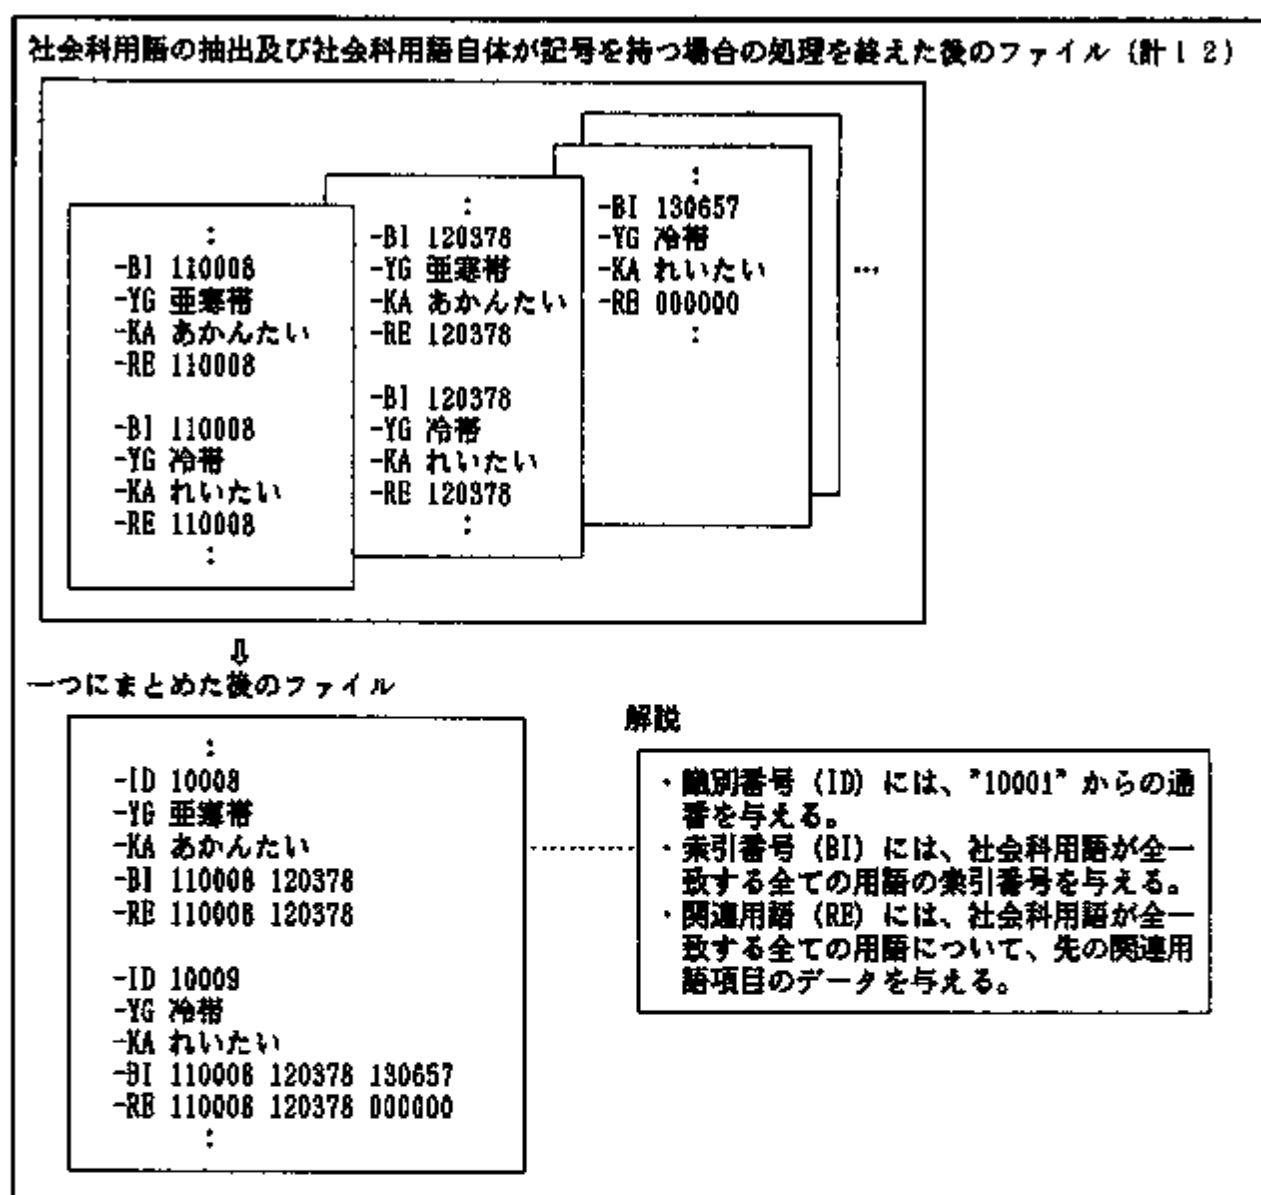 社会科用語の抽出及び社会科用語自体が記号を持つ場合の処理を終えた後のファイル (計12)
:
-BI 110008
-YG 亜寒帯
-KA あかんたい
-RE 110008
-BI 110008
-YG 冷帯
-KA れいたい
-RE 110008
:
:
-BI 120378
-YG 亜寒帯
-KA あかんたい
-RE 120378
-BI 120378
-YG 冷帯
-KA れいたい
-RE 120378
:
:
-BI 130657
-YG 冷帯
-KA れいたい
-RE 000000
:
…
⇩
一つにまとめた後のファイル
:
-ID 10008
-YG 亜寒帯
-KA あかんたい
-BI 110008 120378
-RE 110008 120378
-ID 10009
-YG 冷帯
-KA れいたい
-BI 110008 120378 130657
-RE 110008 120378 000000
:
解説
・識別番号 (ID) には、"10001" からの通
番を与える。
・索引番号 (BI) には、社会科用語が全一
致する全ての用語の索引番号を与える。
・関連用語 (RE) には、社会科用語が全一
致する全ての用語について、先の関連用
語項目のデータを与える。